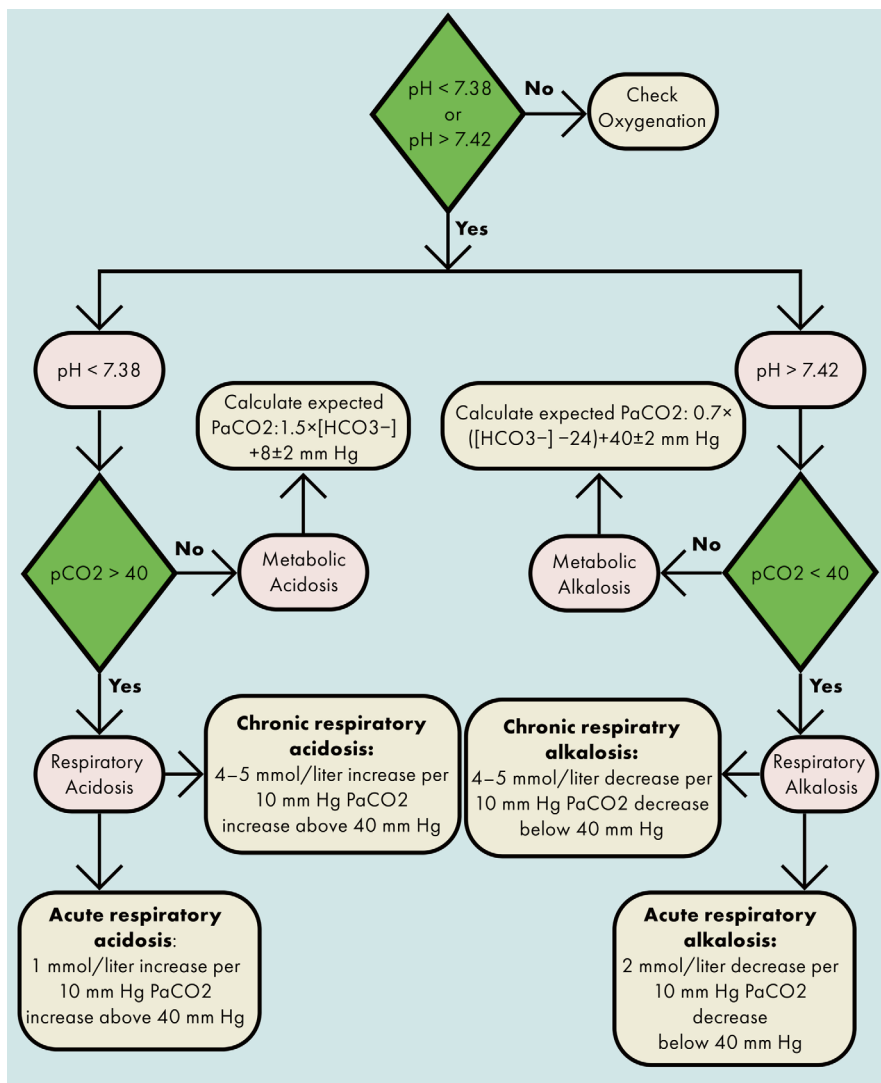 pH < 7.38
or
pH > 7.42
No
Check
Oxygenation
Yes
pH < 7.38
pH > 7.42
Calculate expected
PaCO2:1.5×[HCO3−]
+8±2 mm Hg
Calculate expected PaCO2: 0.7×
([HCO3−] −24)+40±2 mm Hg
pCO2 > 40
No
Metabolic
Acidosis
Metabolic
Alkalosis
No
pCO2 < 40
Yes
Yes
Respiratory
Acidosis
Chronic respiratory
acidosis:
4–5 mmol/liter increase per
10 mm Hg PaCO2
increase above 40 mm Hg
Chronic respiratry
alkalosis:
4–5 mmol/liter decrease per
10 mm Hg PaCO2 decrease
below 40 mm Hg
Respiratory
Alkalosis
Acute respiratory
acidosis:
1 mmol/liter increase per
10 mm Hg PaCO2
increase above 40 mm Hg
Acute respiratory
alkalosis:
2 mmol/liter decrease per
10 mm Hg PaCO2
decrease
below 40 mm Hg